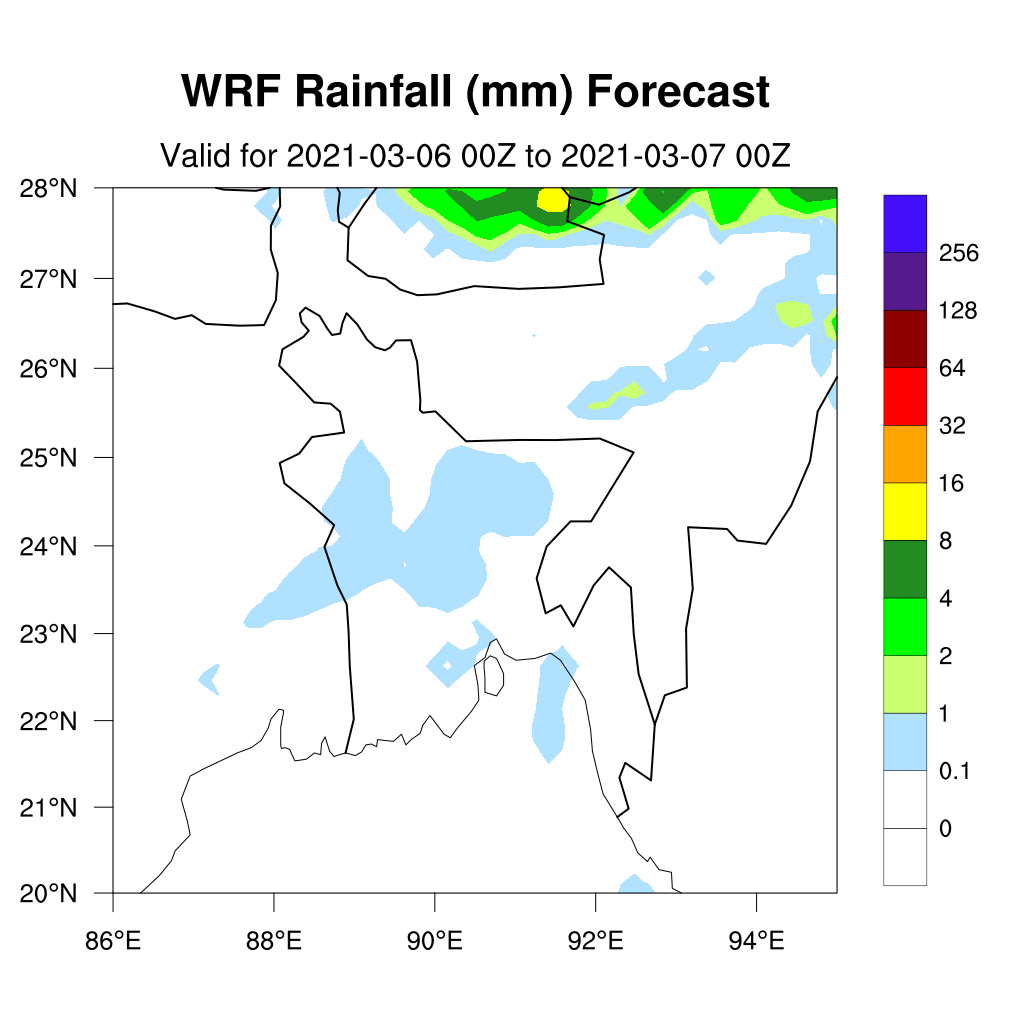 WRF Rainfall (mm) Forecast
Valid for 2021-03-06 00Z to 2021-03-07 00Z
28°N
27°N
26°N
25°N
24°N
23°N
22°N
21°N
20°N
86°E
88°E
90°E
92°E
94°E
256
128
64
32
16
8
4
2
1
0.1
0